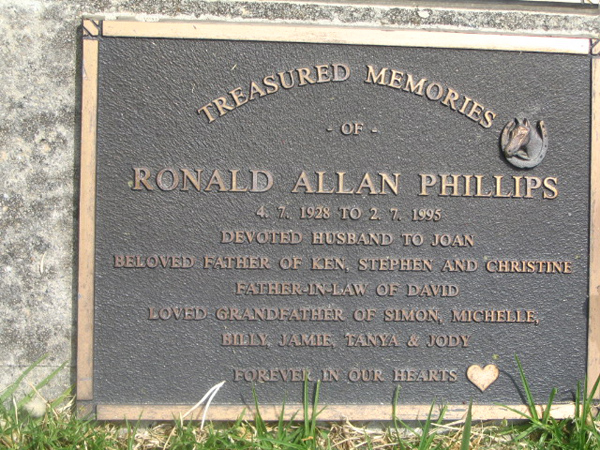 TREASURED MEMORIES
- OF -
RONALD ALLAN PHILLIPS
4. 7. 1928 TO 2. 7. 1995
DEVOTED HUSBAND TO JOAN
BELOVED FATHER OF KEN, STEPHEN AND CHRISTINE
FATHER-IN-LAW OF DAVID
LOVED GRANDFATHER OF SIMON, MICHELLE,
BILLY, JAMIE, TANYA & JODY
FOREVER IN OUR HEARTS